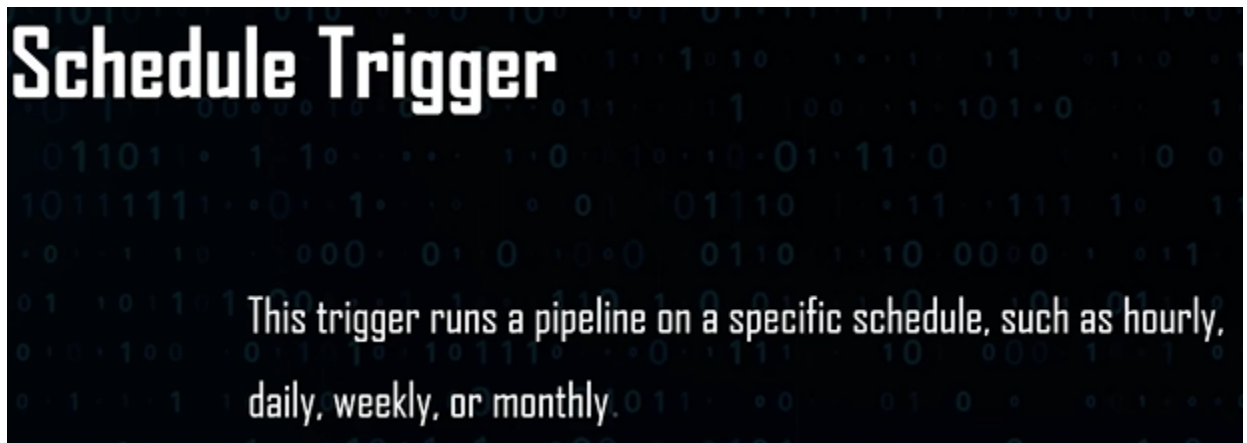 Schedule Trigger
This trigger runs a pipeline on a specific schedule, such as hourly,
daily, weekly, or monthly.